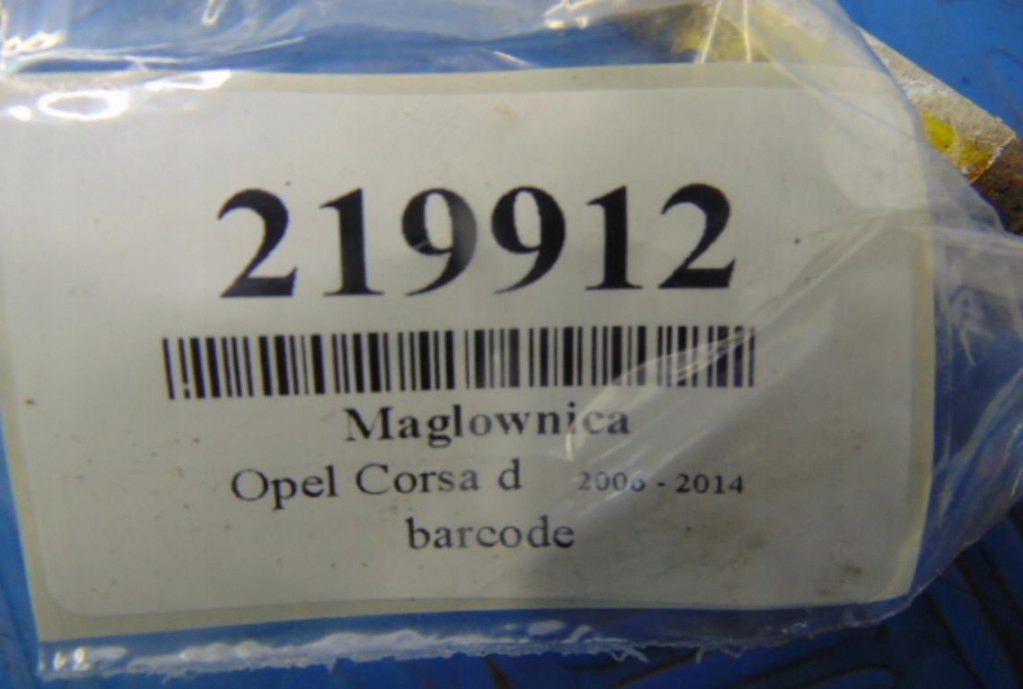 219912
Maglownica
Opel Corsa d 2006 - 2014
barcode